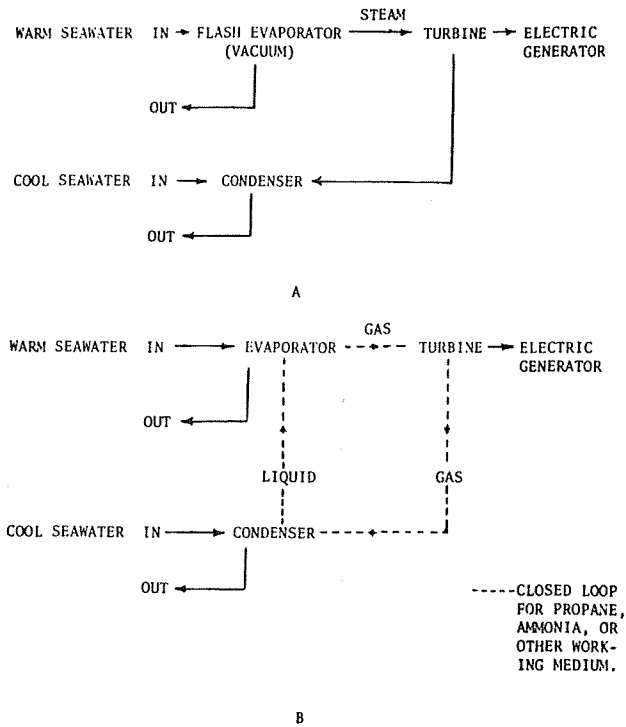 STEAM
WARM SEAWATER IN FLASH EVAPORATOR TURBINE ELECTRIC
(VACUUM) GENERATOR
OUT
COOL SEAWATER IN CONDENSER
OUT
A
GAS
WARM SEAWATER IN EVAPORATOR TURBINE ELECTRIC
GENERATOR
OUT
LIQUID GAS
COOL SEAWATER IN CONDENSER
OUT
CLOSED LOOP
FOR PROPANE,
AMMONIA, OR
OTHER WORK-
ING MEDIUM.
B